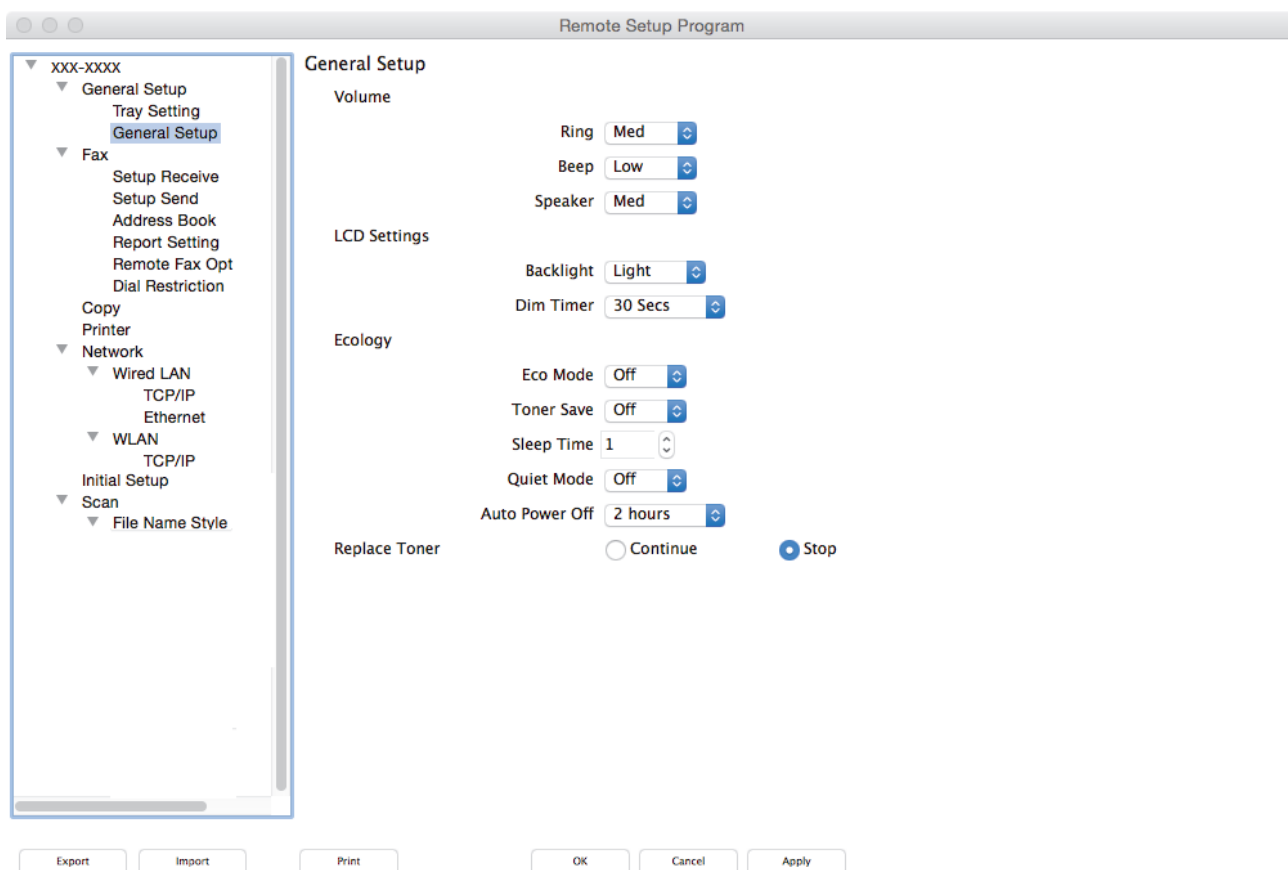 Remote Setup Program
XXX-XXXX
General Setup
Tray Setting
General Setup
Fax
Setup Receive
Setup Send
Address Book
Report Setting
Remote Fax Opt
Dial Restriction
Copy
Printer
Network
Wired LAN
TCP/IP
Ethernet
WLAN
TCP/IP
Initial Setup
Scan
File Name Style
General Setup
Volume
Ring Med
Beep Low
Speaker Med
LCD Settings
Backlight Light
Dim Timer 30 Secs
Ecology
Eco Mode Off
Toner Save Off
Sleep Time 1
Quiet Mode Off
Auto Power Off 2 hours
Replace Toner Continue Stop
Export Import Print OK Cancel Apply